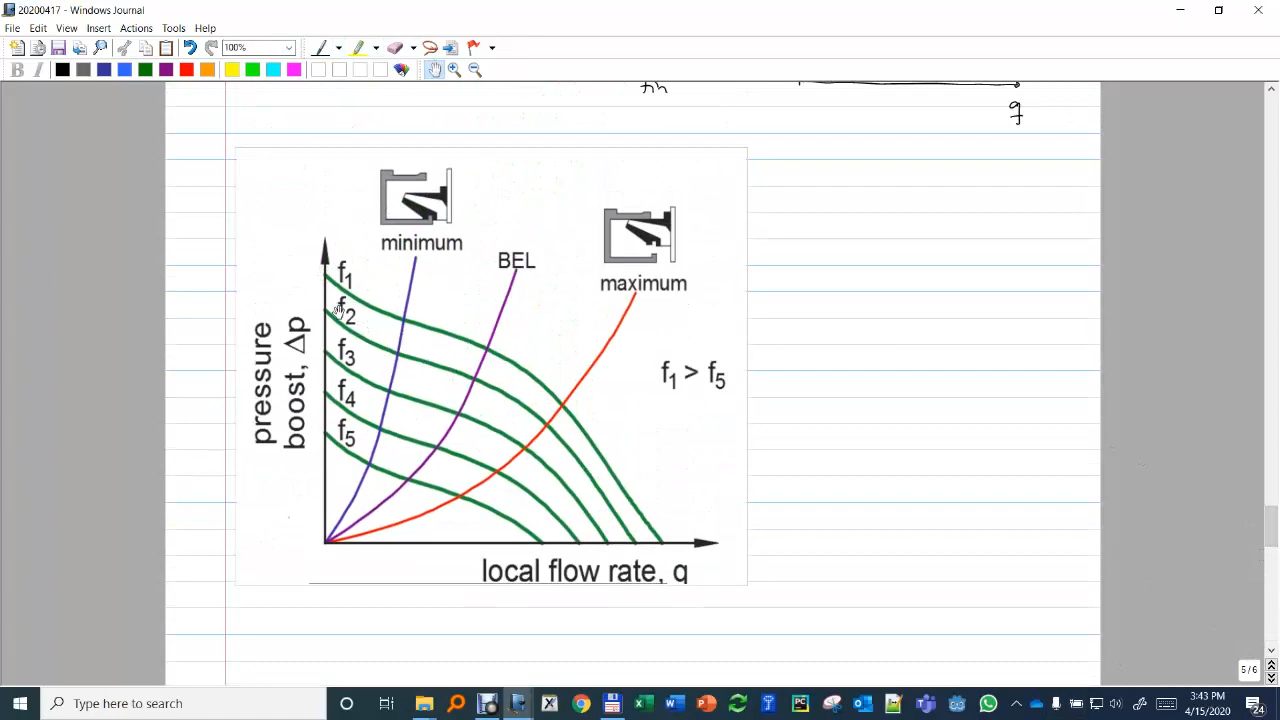 20200417 - Windows Journal
File Edit View Insert Actions Tools Help
100%
B I
q
minimum
BEL
maximum
f1
f2
f3
f4
f5
pressure
boost, Δp
f1 > f5
local flow rate, q
5 / 6
Type here to search
3:43 PM
4/15/2020
24